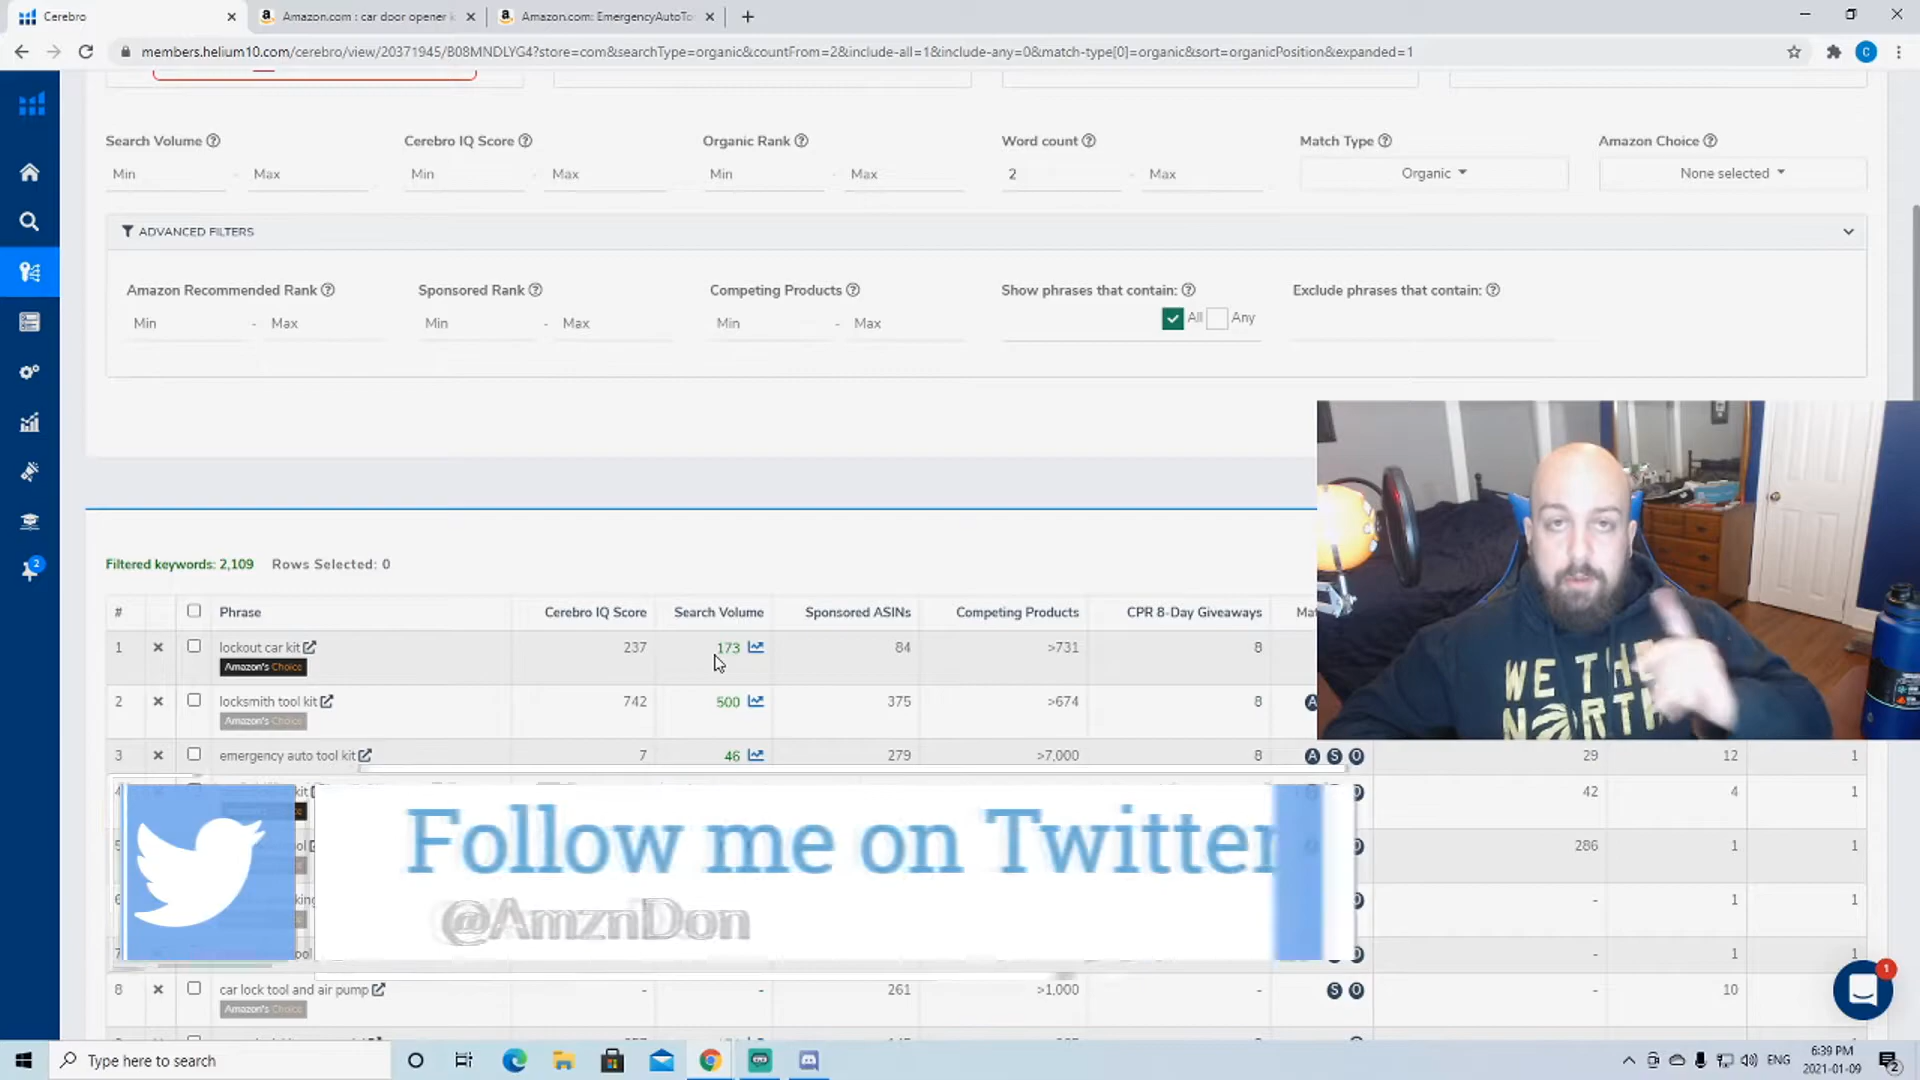 Cerebro
Amazon.com : car door opener k
Amazon.com: EmergencyAutoTo
members.helium10.com/cerebro/view/20371945/B08MNDLYG4?store=com&searchType=organic&countFrom=2&include-all=1&include-any=0&match-type[0]=organic&sort=organicPosition&expanded=1
C
Search Volume Cerebro IQ Score Organic Rank Word count Match Type Amazon Choice
Min - Max Min - Max Min - Max 2 - Max Organic None selected
ADVANCED FILTERS
Amazon Recommended Rank Sponsored Rank Competing Products Show phrases that contain: Exclude phrases that contain:
Min - Max Min - Max Min - Max All Any
Filtered keywords: 2,109 Rows Selected: 0
# Phrase Cerebro IQ Score Search Volume Sponsored ASINs Competing Products CPR 8-Day Giveaways Ma
1 lockout car kit 237 173 84 >731 8
Amazon's Choice
2 locksmith tool kit 742 500 375 >674 8 A
Amazon's Choice
3 emergency auto tool kit 7 46 279 >7,000 8 A S O 29 12 1
42 4 1
286 1 1
- 1 1
- 1 1
8 car lock tool and air pump - - 261 >1,000 - S O - 10
Amazon's Choice
WE THE NORTH
Follow me on Twitter
@AmznDon
2
1
Type here to search
ENG
6:39 PM
2021-01-09
2